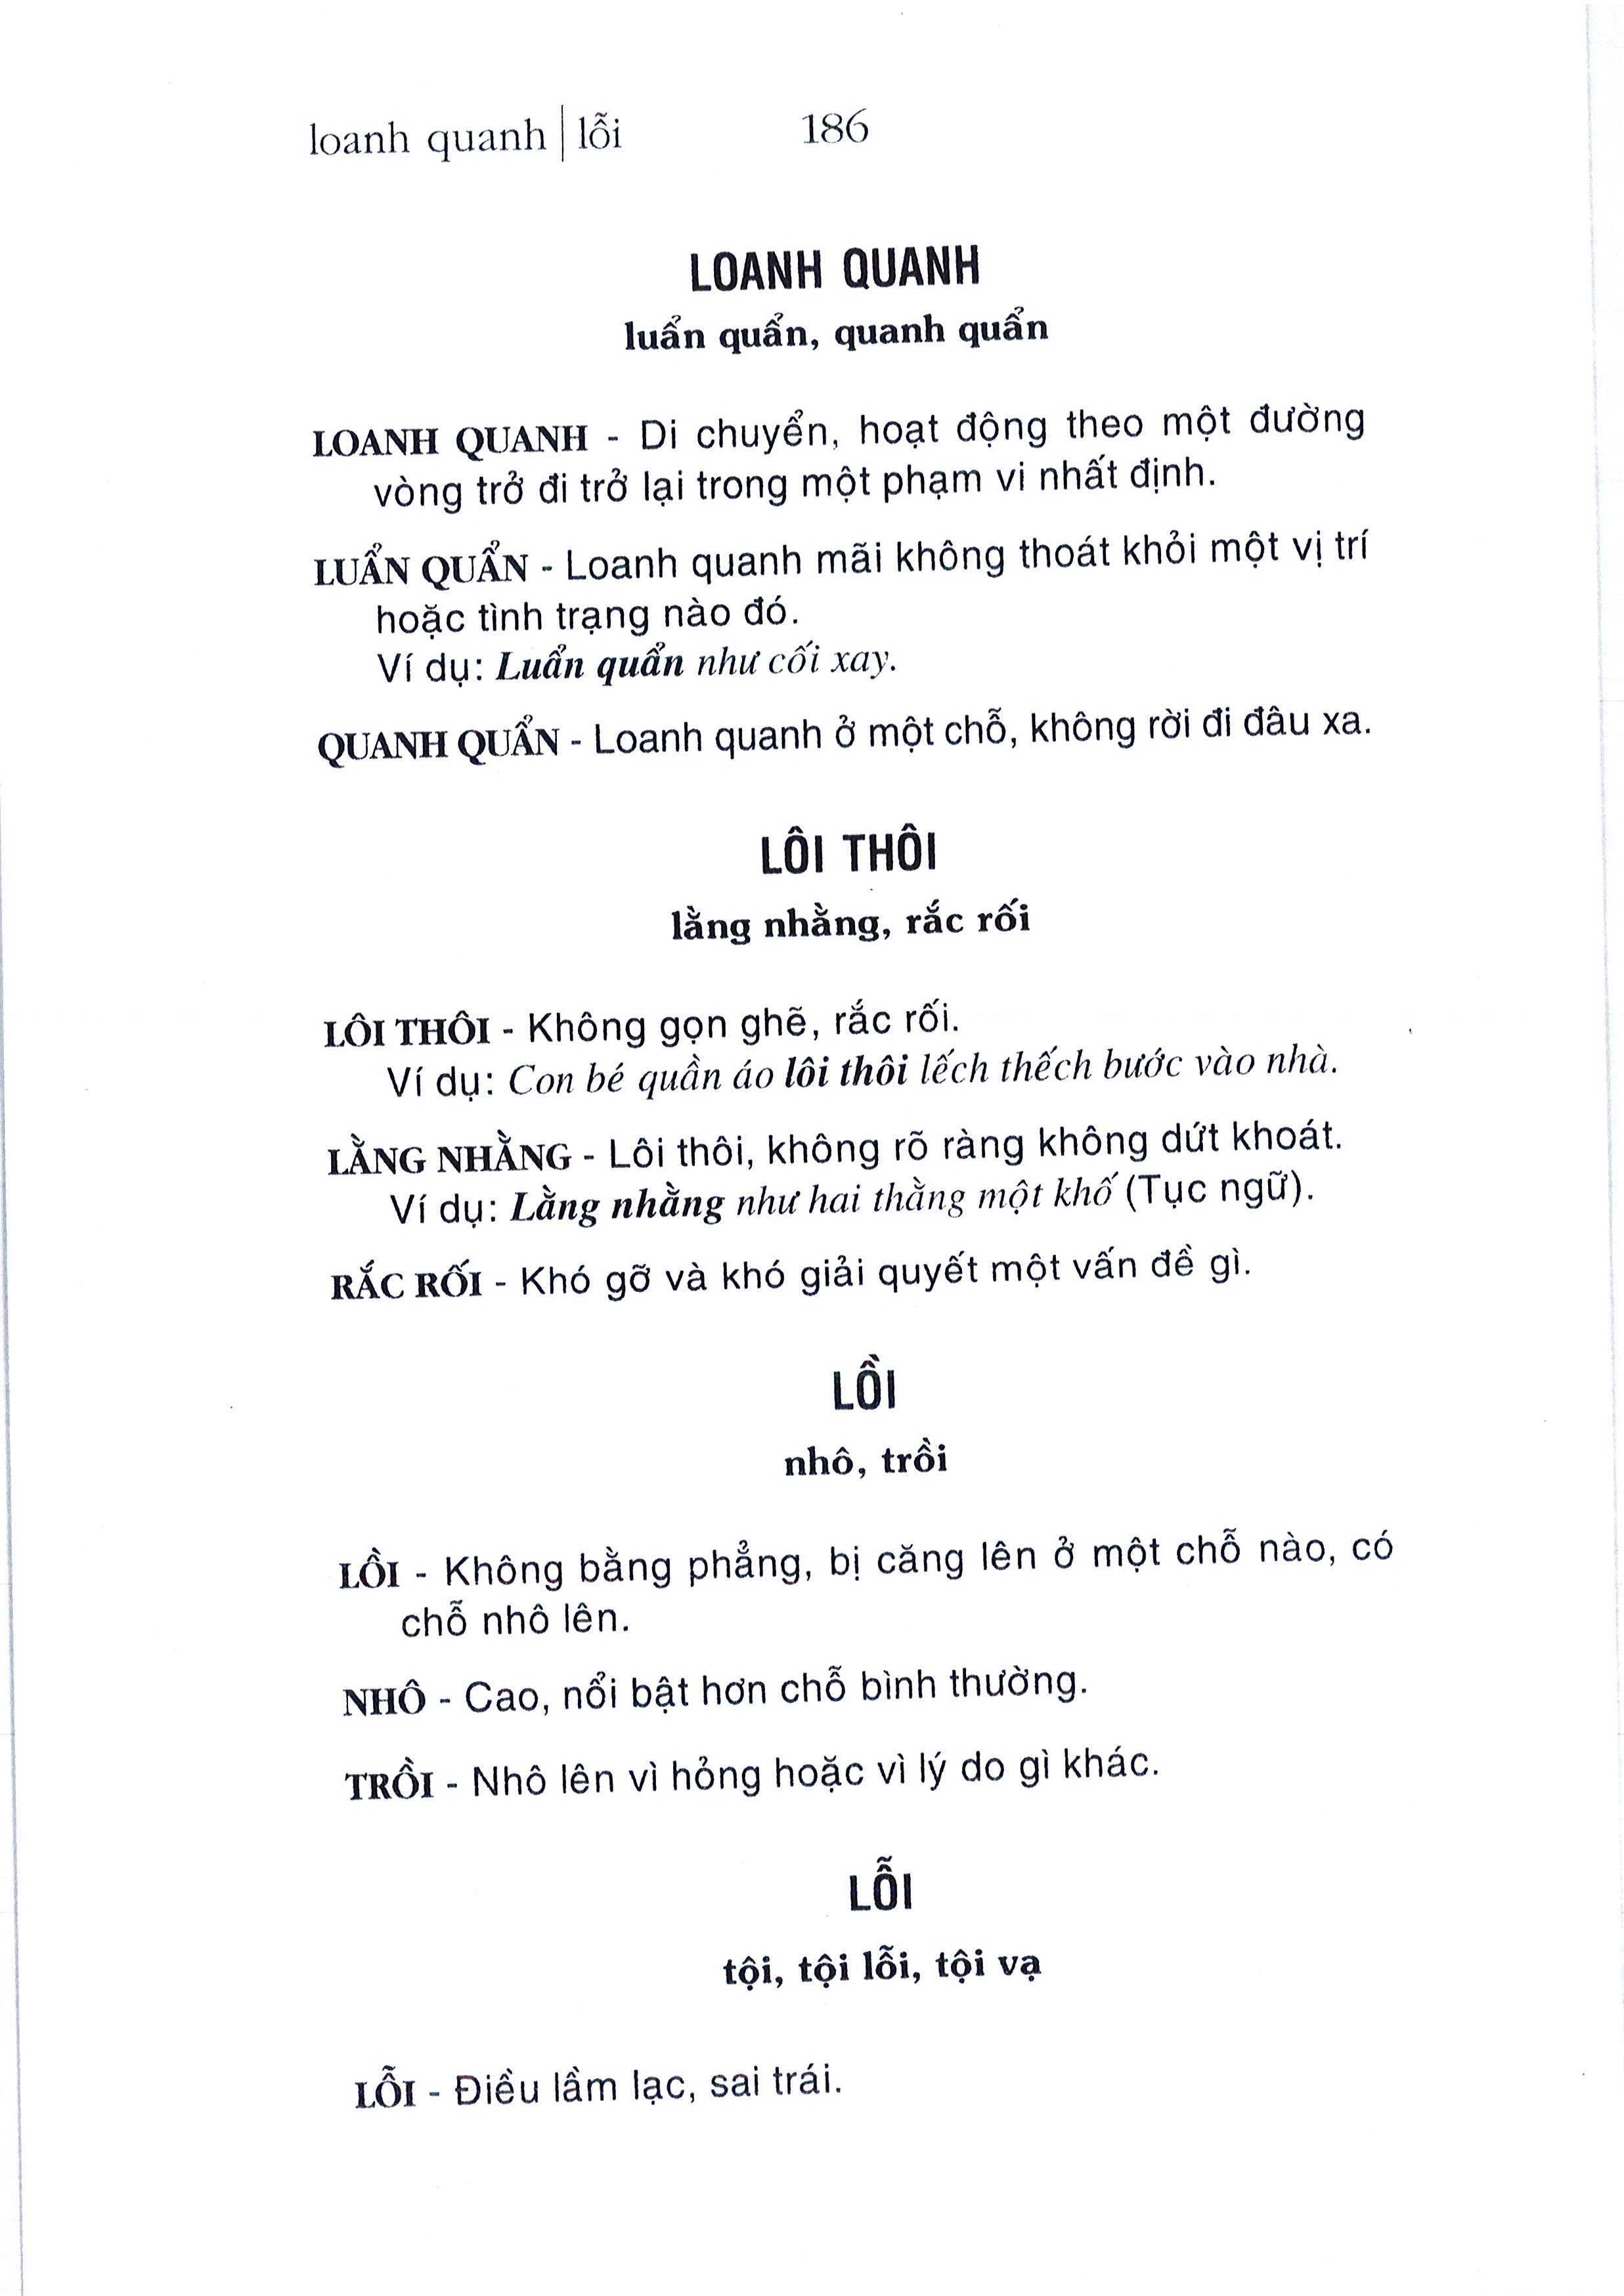 loanh quanh | lỗi 186
LOANH QUANH
luẩn quẩn, quanh quẩn
LOANH QUANH - Di chuyển, hoạt động theo một đường
vòng trở đi trở lại trong một phạm vi nhất định.
LUẨN QUẨN - Loanh quanh mãi không thoát khỏi một vị trí
hoặc tình trạng nào đó.
Ví dụ: Luẩn quẩn như cối xay.
QUANH QUẨN - Loanh quanh ở một chỗ, không rời đi đâu xa.
LÔI THÔI
lằng nhằng, rắc rối
LÔI THÔI - Không gọn ghẽ, rắc rối.
Ví dụ: Con bé quần áo lôi thôi lếch thếch bước vào nhà.
LẰNG NHẰNG - Lôi thôi, không rõ ràng không dứt khoát.
Ví dụ: Lằng nhằng như hai thằng một khố (Tục ngữ).
RẮC RỐI - Khó gỡ và khó giải quyết một vấn đề gì.
LỒI
nhô, trồi
LỒI - Không bằng phẳng, bị căng lên ở một chỗ nào, có
chỗ nhô lên.
NHÔ - Cao, nổi bật hơn chỗ bình thường.
TRỒI - Nhô lên vì hỏng hoặc vì lý do gì khác.
LỖI
tội, tội lỗi, tội vạ
LỖI - Điều lầm lạc, sai trái.